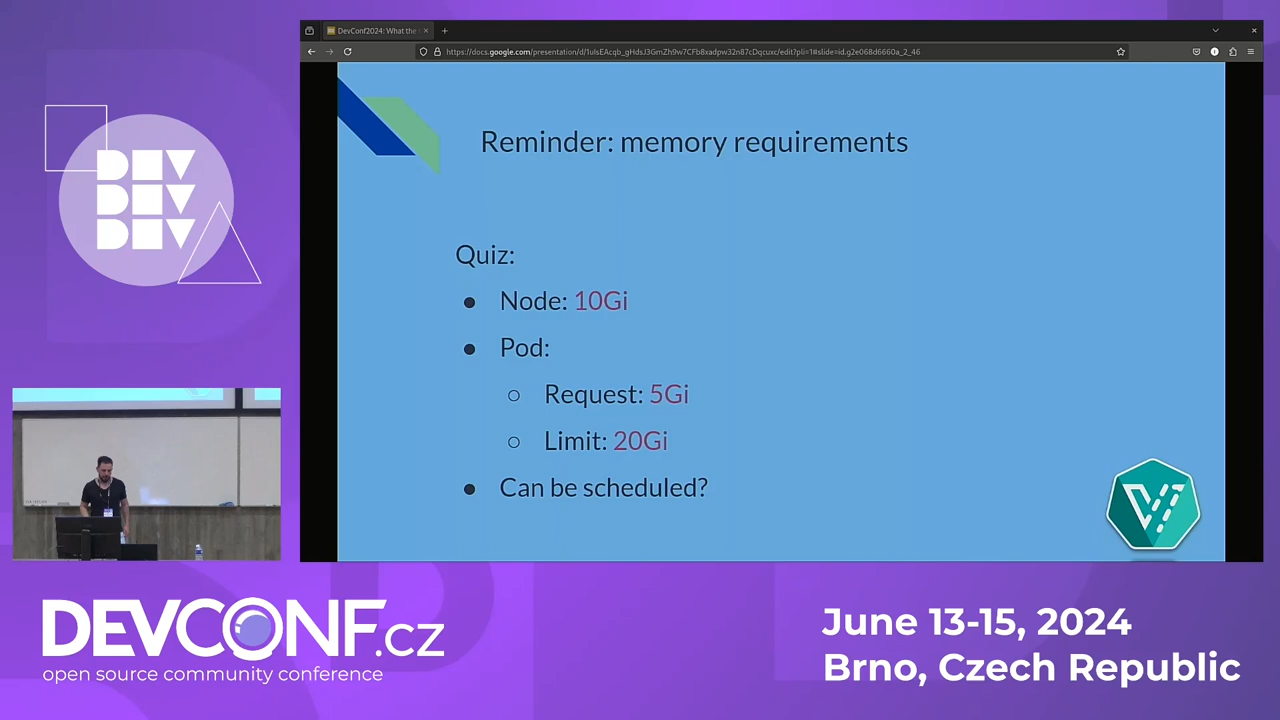 DEV
DEV
DEV
DevConf2024: What the
https://docs.google.com/presentation/d/1uIsEAcqb_gHdsJ3GmZh9w7CFb8xadpw32n87cDqcuxc/edit?pli=1#slide=id.g2e068d6660a_2_46
Reminder: memory requirements
Quiz:
● Node: 10Gi
● Pod:
○ Request: 5Gi
○ Limit: 20Gi
● Can be scheduled?
DEVCONF.cz
open source community conference
June 13-15, 2024
Brno, Czech Republic